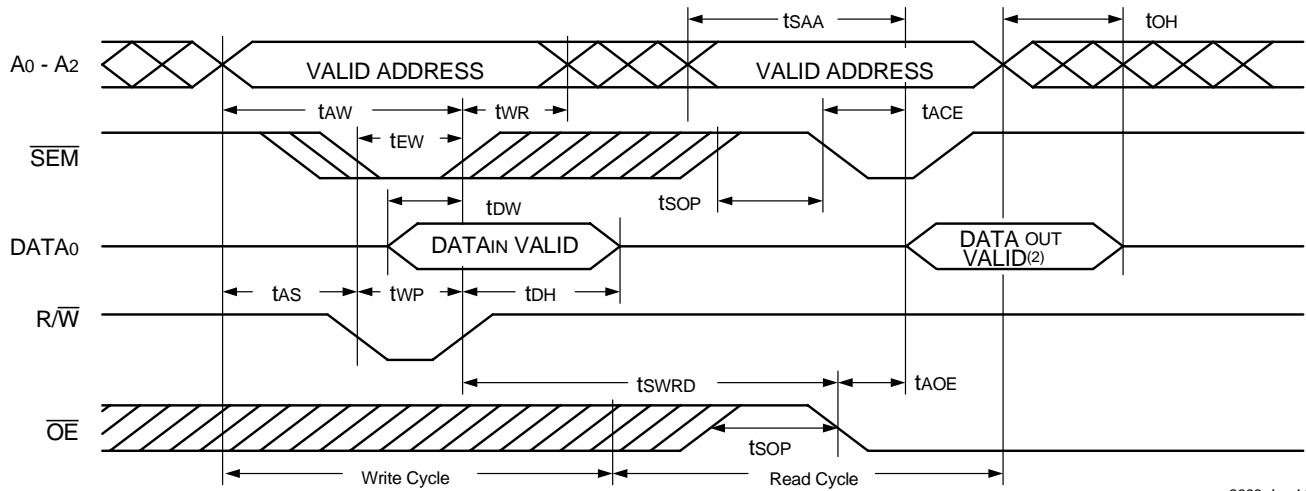 tSAA
tOH
A0 - A2
VALID ADDRESS
VALID ADDRESS
tAW
tWR
tACE
tEW
SEM
tSOP
tDW
DATA0
DATAIN VALID
DATA OUT
VALID(2)
tAS
tWP
tDH
R/W
tSWRD
tAOE
OE
tSOP
Write Cycle
Read Cycle